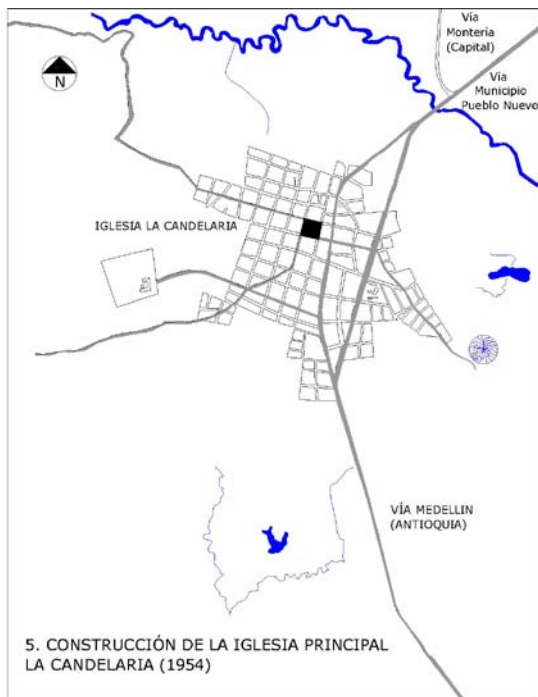 Vía
Montería
(Capital)
Vía
Municipio
Pueblo Nuevo
N
IGLESIA LA CANDELARIA
VÍA MEDELLIN
(ANTIOQUIA)
5. CONSTRUCCIÓN DE LA IGLESIA PRINCIPAL
LA CANDELARIA (1954)